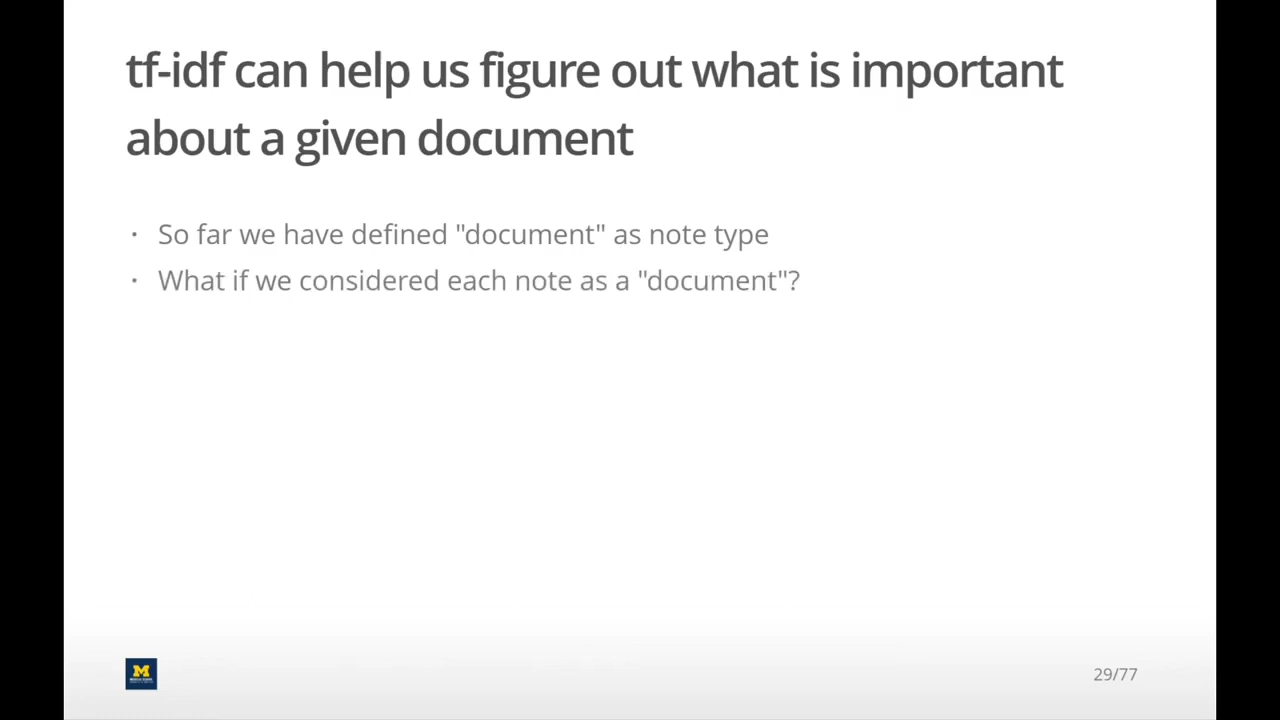 tf-idf can help us figure out what is important
about a given document
· So far we have defined "document" as note type
· What if we considered each note as a "document"?
M
29/77